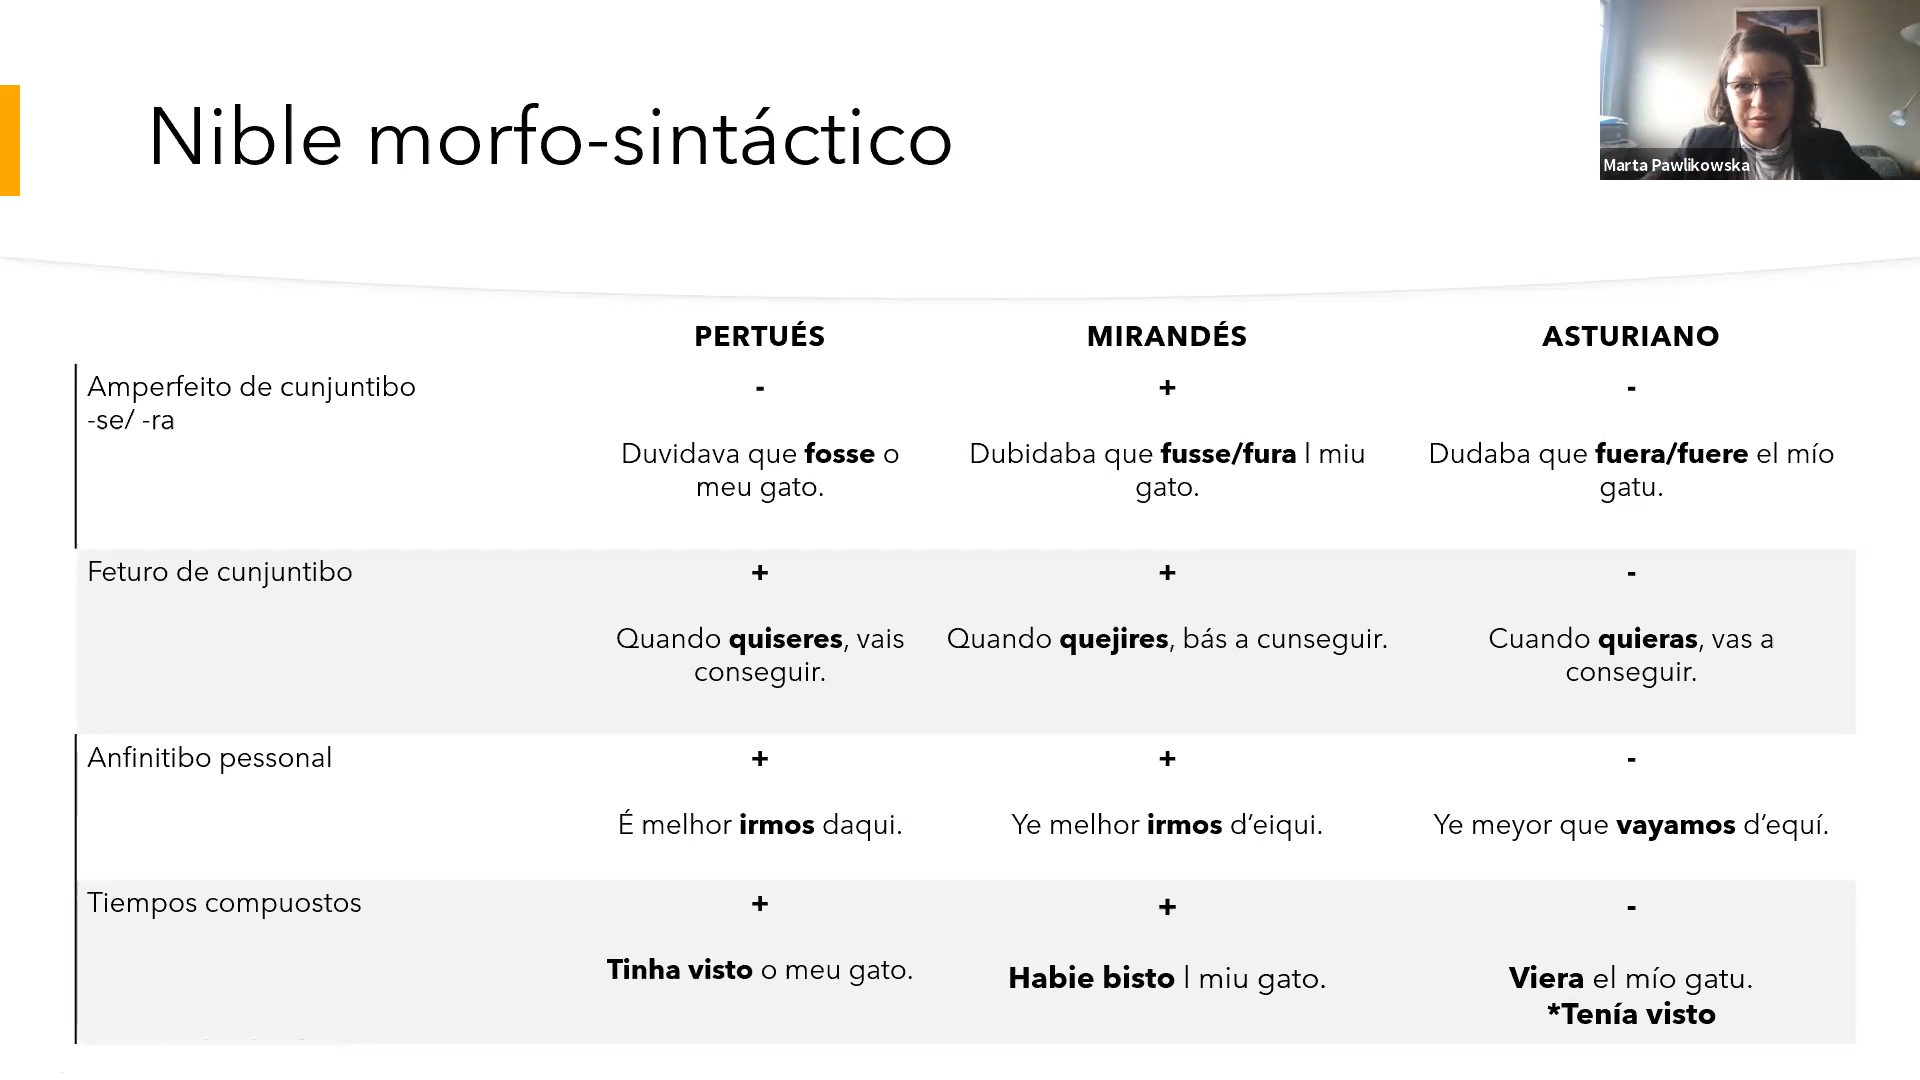 Nible morfo-sintáctico
Marta Pawlikowska
PERTUÉS
MIRANDÉS
ASTURIANO
Amperfeito de cunjuntibo
-se/ -ra
-
Duvidava que fosse o
meu gato.
+
Dubidaba que fusse/fura l miu
gato.
-
Dudaba que fuera/fuere el mío
gatu.
Feturo de cunjuntibo
+
Quando quiseres, vais
conseguir.
+
Quando quejires, bás a cunseguir.
-
Cuando quieras, vas a
conseguir.
Anfinitibo pessonal
+
É melhor irmos daqui.
+
Ye melhor irmos d’eiqui.
-
Ye meyor que vayamos d’equí.
Tiempos compuostos
+
Tinha visto o meu gato.
+
Habie bisto l miu gato.
-
Viera el mío gatu.
*Tenía visto